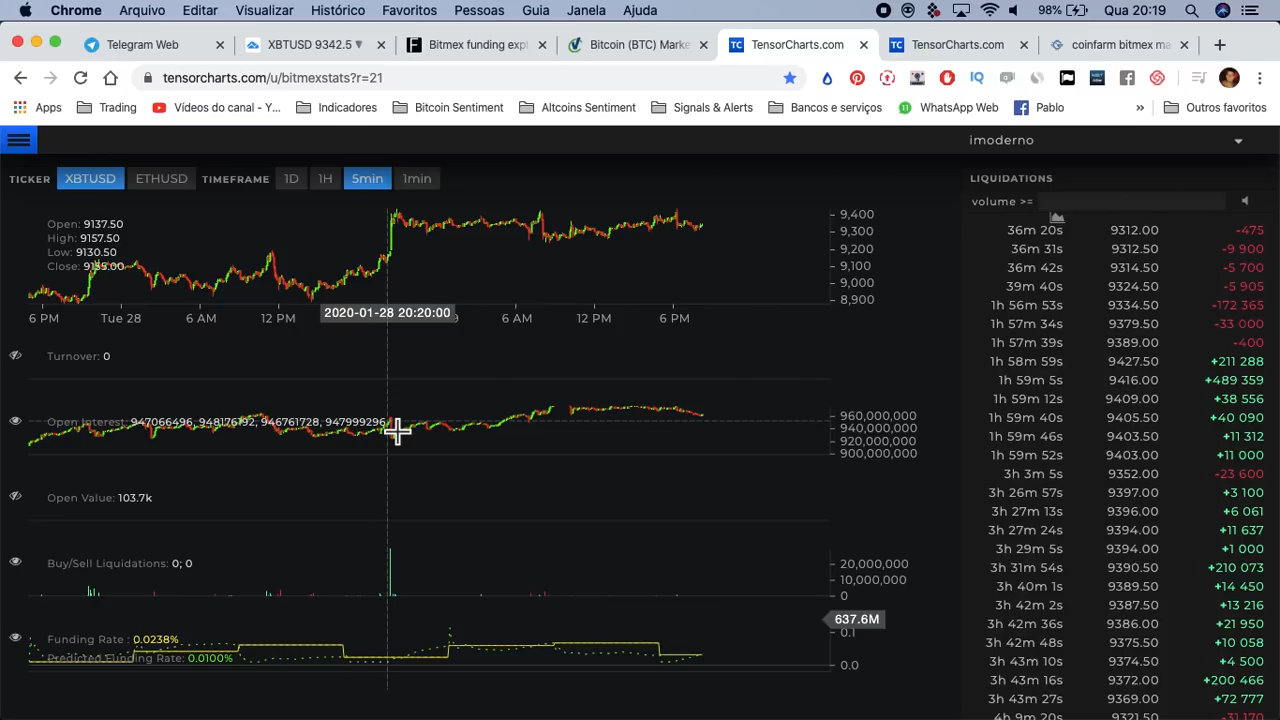 Chrome Arquivo Editar Visualizar Histórico Favoritos Pessoas Guia Janela Ajuda 98% Qua 20:19
Telegram Web XBTUSD 9342.5 ▼ Bitmex funding exp Bitcoin (BTC) Marke TensorCharts.com TensorCharts.com coinfarm bitmex ma
tensorcharts.com/u/bitmexstats?r=21
Apps Trading Vídeos do canal - Y... Indicadores Bitcoin Sentiment Altcoins Sentiment Signals & Alerts Bancos e serviços WhatsApp Web Pablo » Outros favoritos
imoderno
TICKER XBTUSD ETHUSD TIMEFRAME 1D 1H 5min 1min
Open: 9137.50
High: 9157.50
Low: 9130.50
Close: 9155.00
9,400
9,300
9,200
9,100
9,000
8,900
6 PM Tue 28 6 AM 12 PM 2020-01-28 20:20:00 9 6 AM 12 PM 6 PM
Turnover: 0
Open Interest: 947066496, 948176192, 946761728, 947999296
960,000,000
940,000,000
920,000,000
900,000,000
Open Value: 103.7k
Buy/Sell Liquidations: 0; 0
20,000,000
10,000,000
0
637.6M
Funding Rate : 0.0238%
Predicted Funding Rate: 0.0100%
0.1
0.0
LIQUIDATIONS
volume >=
36m 20s 9312.00 -475
36m 31s 9312.50 -9 900
36m 42s 9314.50 -5 700
39m 40s 9324.50 -5 905
1h 56m 53s 9334.50 -172 365
1h 57m 34s 9379.50 -33 000
1h 57m 39s 9389.00 -400
1h 58m 59s 9427.50 +211 288
1h 59m 5s 9416.00 +489 359
1h 59m 12s 9409.00 +38 556
1h 59m 40s 9405.50 +40 090
1h 59m 46s 9403.50 +11 312
1h 59m 52s 9403.00 +11 000
3h 3m 5s 9352.00 -23 600
3h 26m 57s 9397.00 +3 100
3h 27m 13s 9396.00 +6 061
3h 27m 24s 9394.00 +11 637
3h 29m 5s 9394.00 +1 000
3h 31m 54s 9390.50 +210 073
3h 40m 1s 9389.50 +14 450
3h 42m 2s 9387.50 +13 216
3h 42m 36s 9386.00 +21 950
3h 42m 48s 9375.50 +10 058
3h 43m 10s 9374.50 +4 500
3h 43m 16s 9372.00 +200 466
3h 43m 27s 9369.00 +72 777
4h 9m 20s 9321.50 -31 170